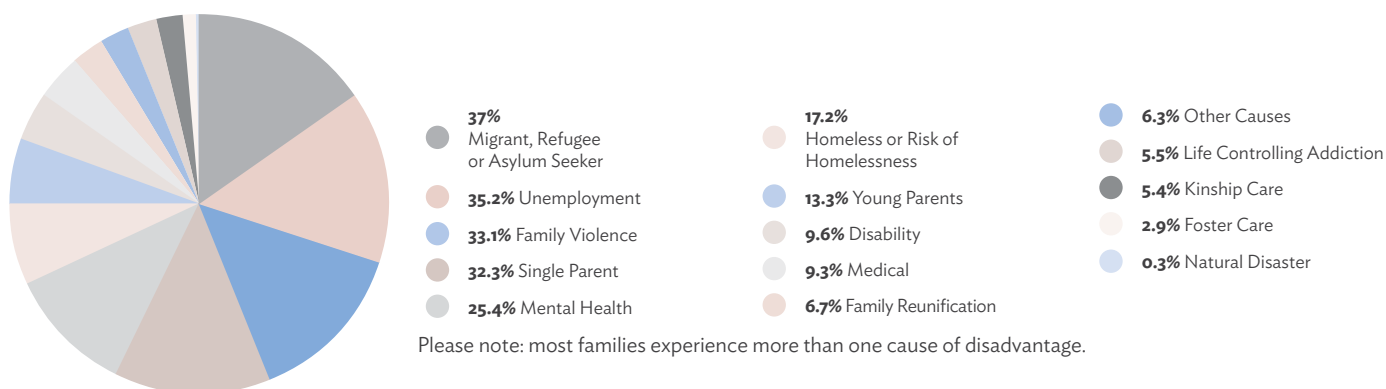 37%
Migrant, Refugee
or Asylum Seeker
35.2% Unemployment
33.1% Family Violence
32.3% Single Parent
25.4% Mental Health
17.2%
Homeless or Risk of
Homelessness
13.3% Young Parents
9.6% Disability
9.3% Medical
6.7% Family Reunification
6.3% Other Causes
5.5% Life Controlling Addiction
5.4% Kinship Care
2.9% Foster Care
0.3% Natural Disaster
Please note: most families experience more than one cause of disadvantage.